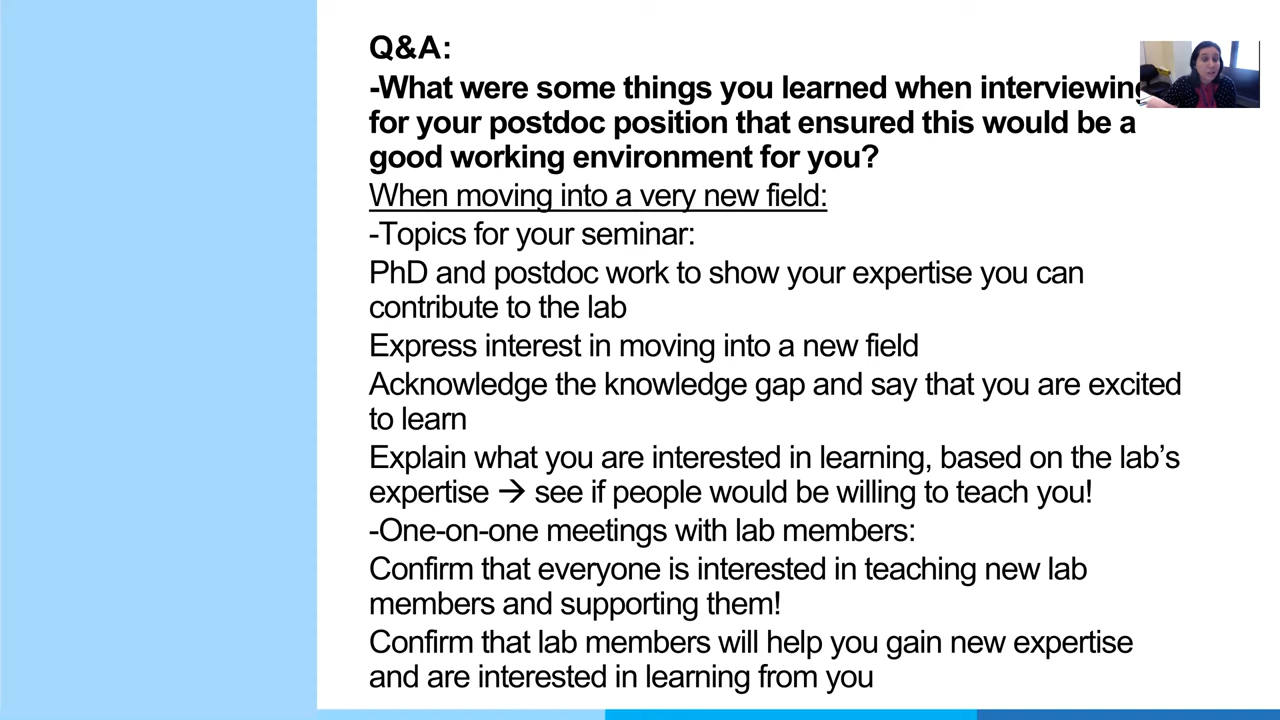 Q&A:
-What were some things you learned when interviewing
for your postdoc position that ensured this would be a
good working environment for you?
When moving into a very new field:
-Topics for your seminar:
PhD and postdoc work to show your expertise you can
contribute to the lab
Express interest in moving into a new field
Acknowledge the knowledge gap and say that you are excited
to learn
Explain what you are interested in learning, based on the lab’s
expertise → see if people would be willing to teach you!
-One-on-one meetings with lab members:
Confirm that everyone is interested in teaching new lab
members and supporting them!
Confirm that lab members will help you gain new expertise
and are interested in learning from you